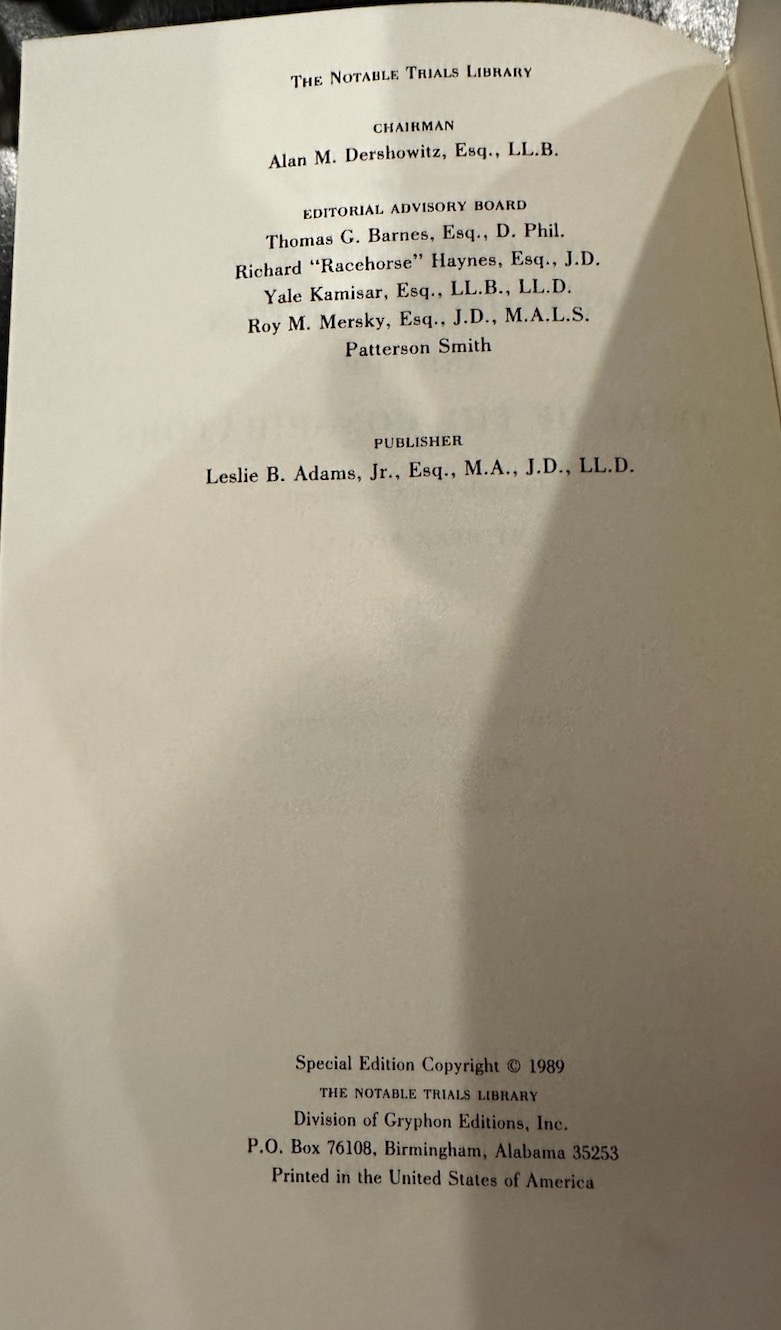 THE NOTABLE TRIALS LIBRARY
CHAIRMAN
Alan M. Dershowitz, Esq., LL.B.
EDITORIAL ADVISORY BOARD
Thomas G. Barnes, Esq., D. Phil.
Richard “Racehorse” Haynes, Esq., J.D.
Yale Kamisar, Esq., LL.B., LL.D.
Roy M. Mersky, Esq., J.D., M.A.L.S.
Patterson Smith
PUBLISHER
Leslie B. Adams, Jr., Esq., M.A., J.D., LL.D.
Special Edition Copyright © 1989
THE NOTABLE TRIALS LIBRARY
Division of Gryphon Editions, Inc.
P.O. Box 76108, Birmingham, Alabama 35253
Printed in the United States of America